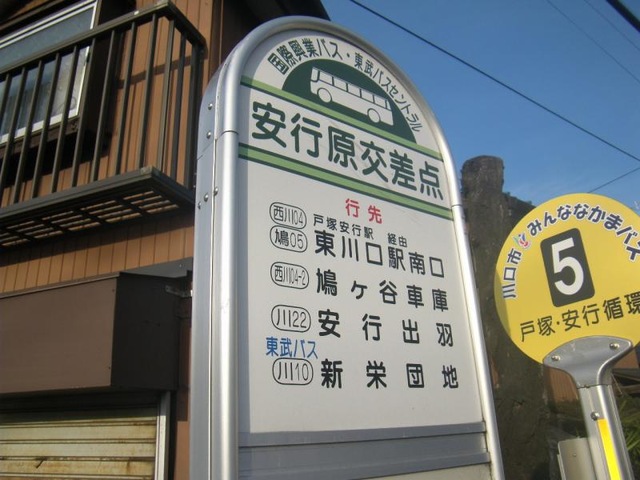 国際興業バス・東武バスセントラル
安行原交差点
行先
西川04 戸塚安行駅 経由
鳩05 東川口駅南口
西川04-2 鳩ヶ谷車庫
川22 安行出羽
東武バス
川10 新栄団地
川口市みんななかまバス
5
戸塚・安行循環